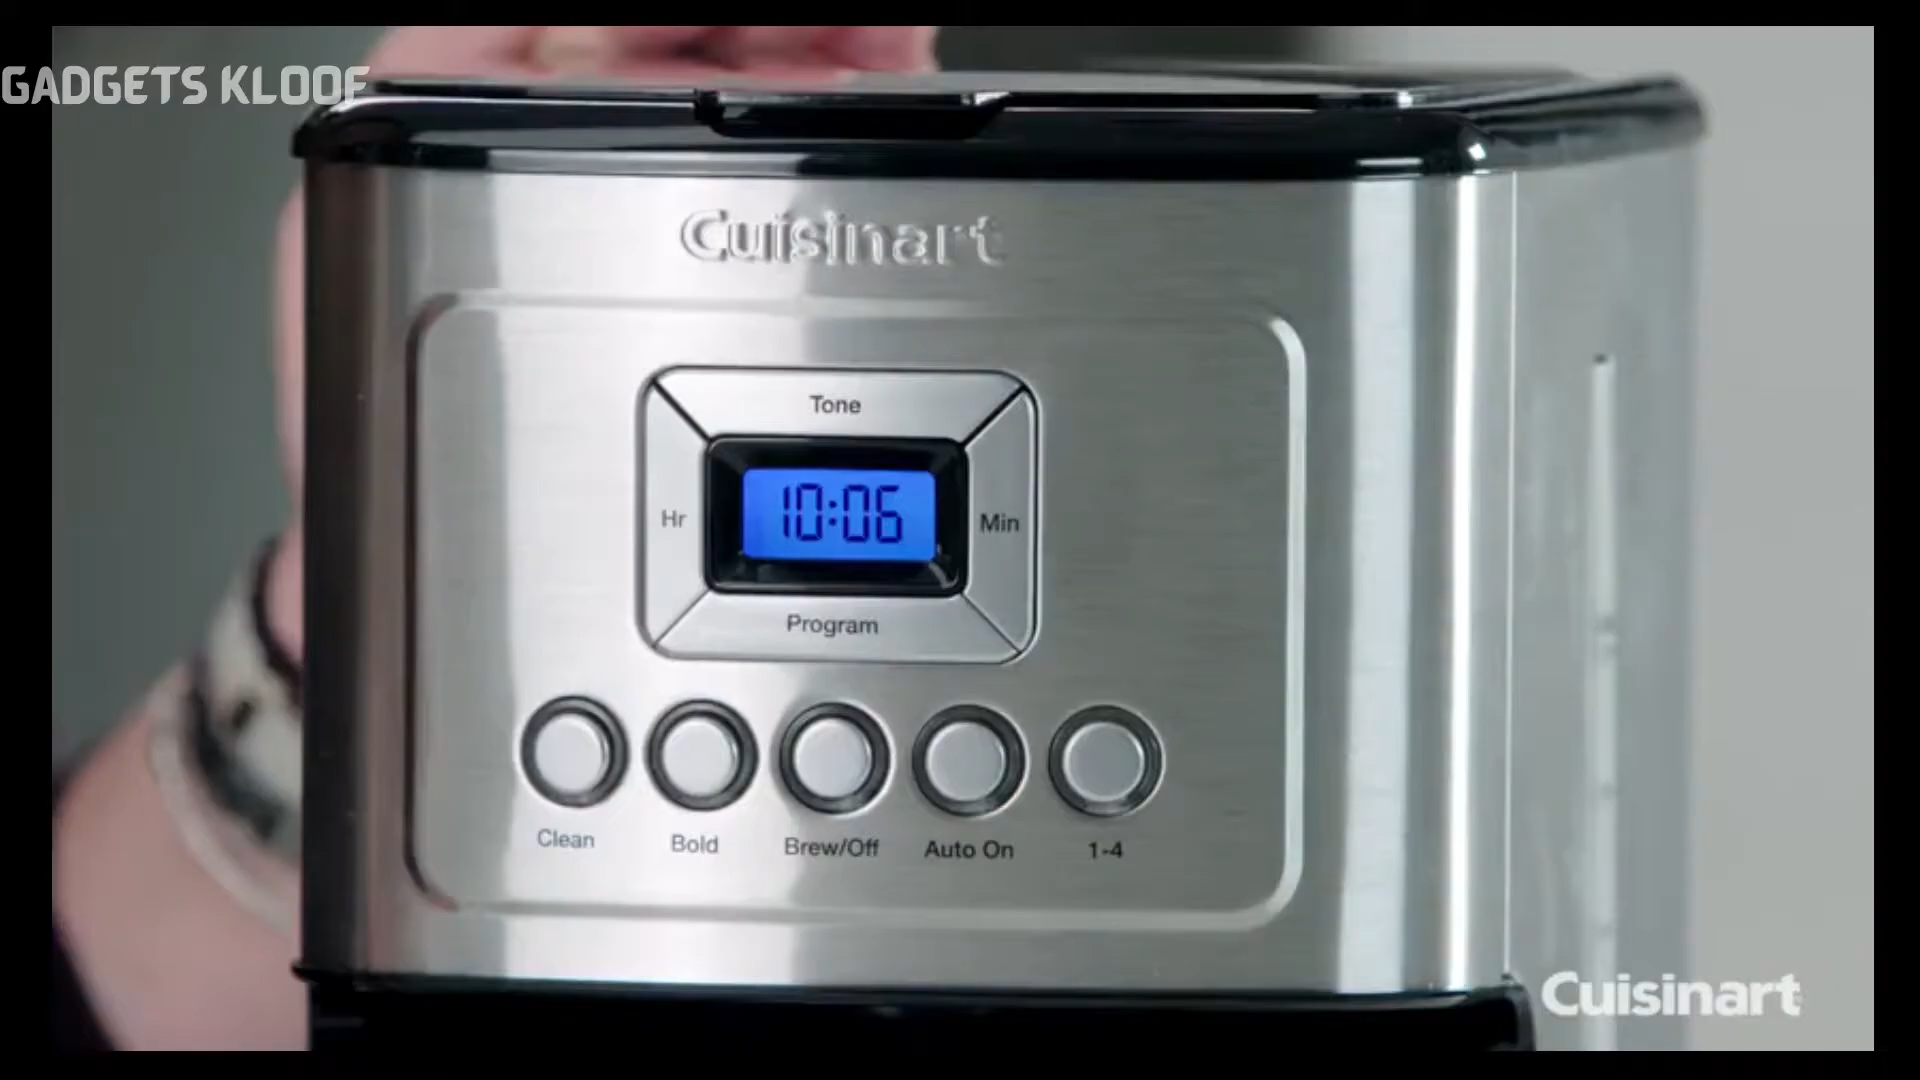 GADGETS KLOOF
Cuisinart
Tone
Hr
10:06
Min
Program
Clean
Bold
Brew/Off
Auto On
1-4
Cuisinart